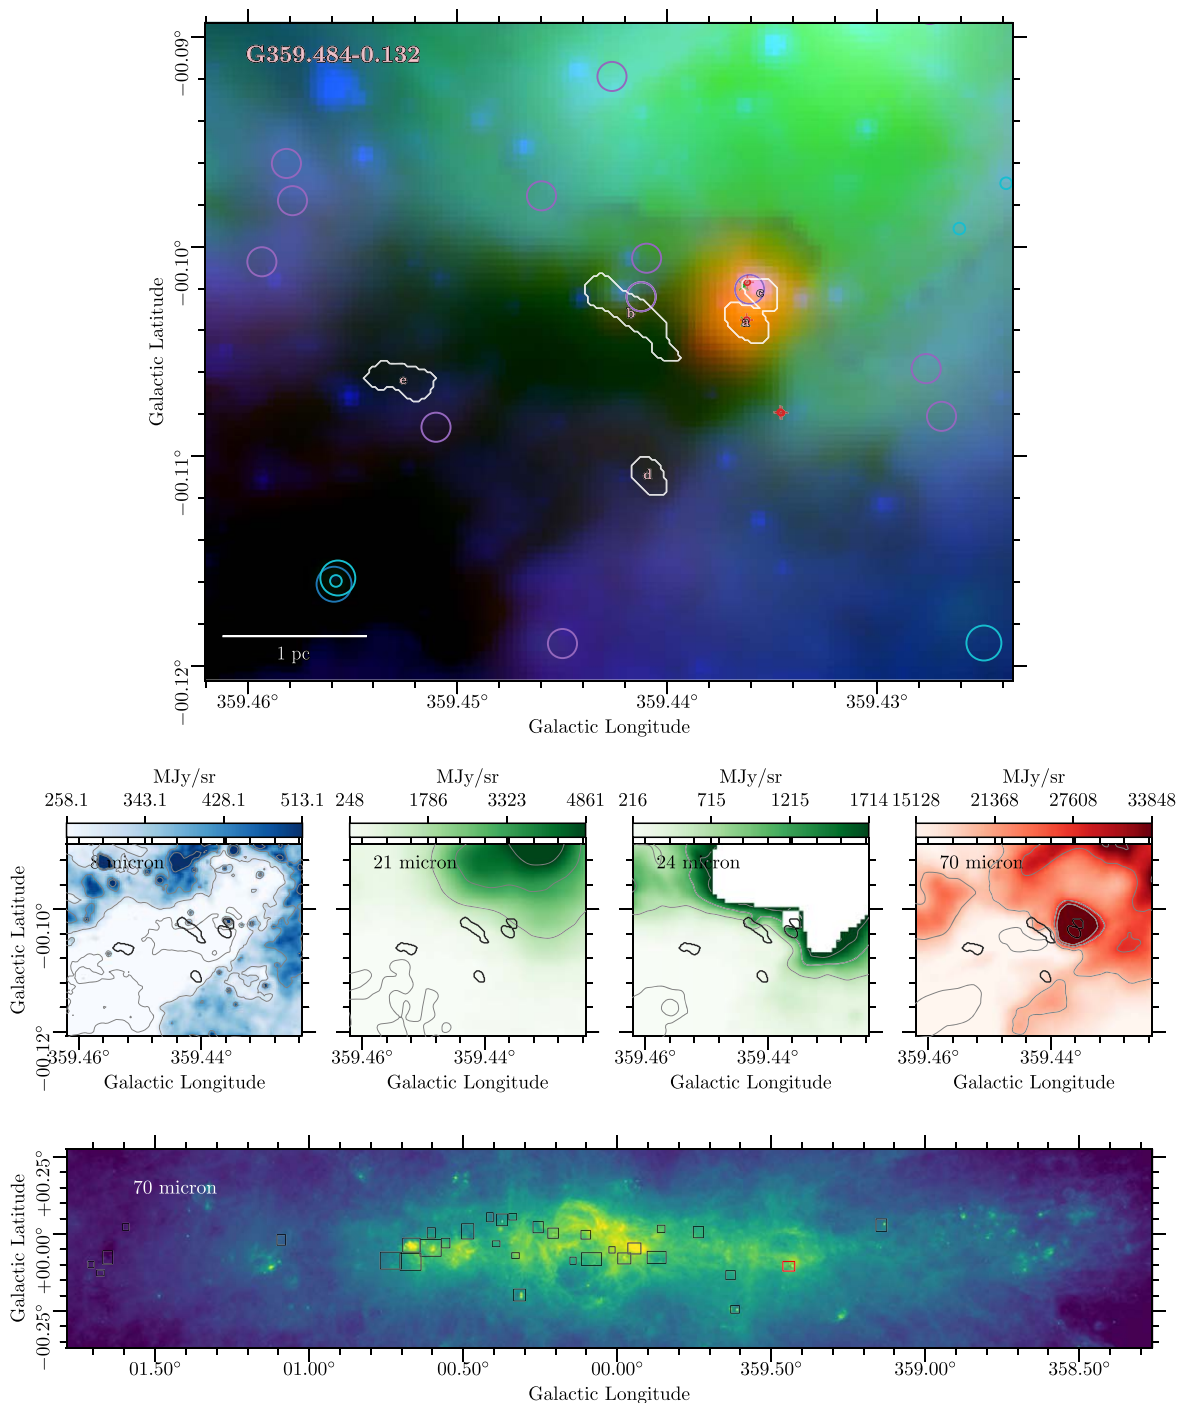 G359.484-0.132
−00.09°
−00.10°
−00.11°
−00.12°
Galactic Latitude
b
c
a
e
d
1 pc
359.46°
359.45°
359.44°
359.43°
Galactic Longitude
MJy/sr
258.1 343.1 428.1 513.1
8 micron
MJy/sr
248 1786 3323 4861
21 micron
MJy/sr
216 715 1215 1714
24 micron
MJy/sr
15128 21368 27608 33848
70 micron
Galactic Latitude
−00.10°
−00.12°
359.46° 359.44°
Galactic Longitude
359.46° 359.44°
Galactic Longitude
359.46° 359.44°
Galactic Longitude
359.46° 359.44°
Galactic Longitude
70 micron
Galactic Latitude
+00.25°
+00.00°
−00.25°
01.50° 01.00° 00.50° 00.00° 359.50° 359.00° 358.50°
Galactic Longitude